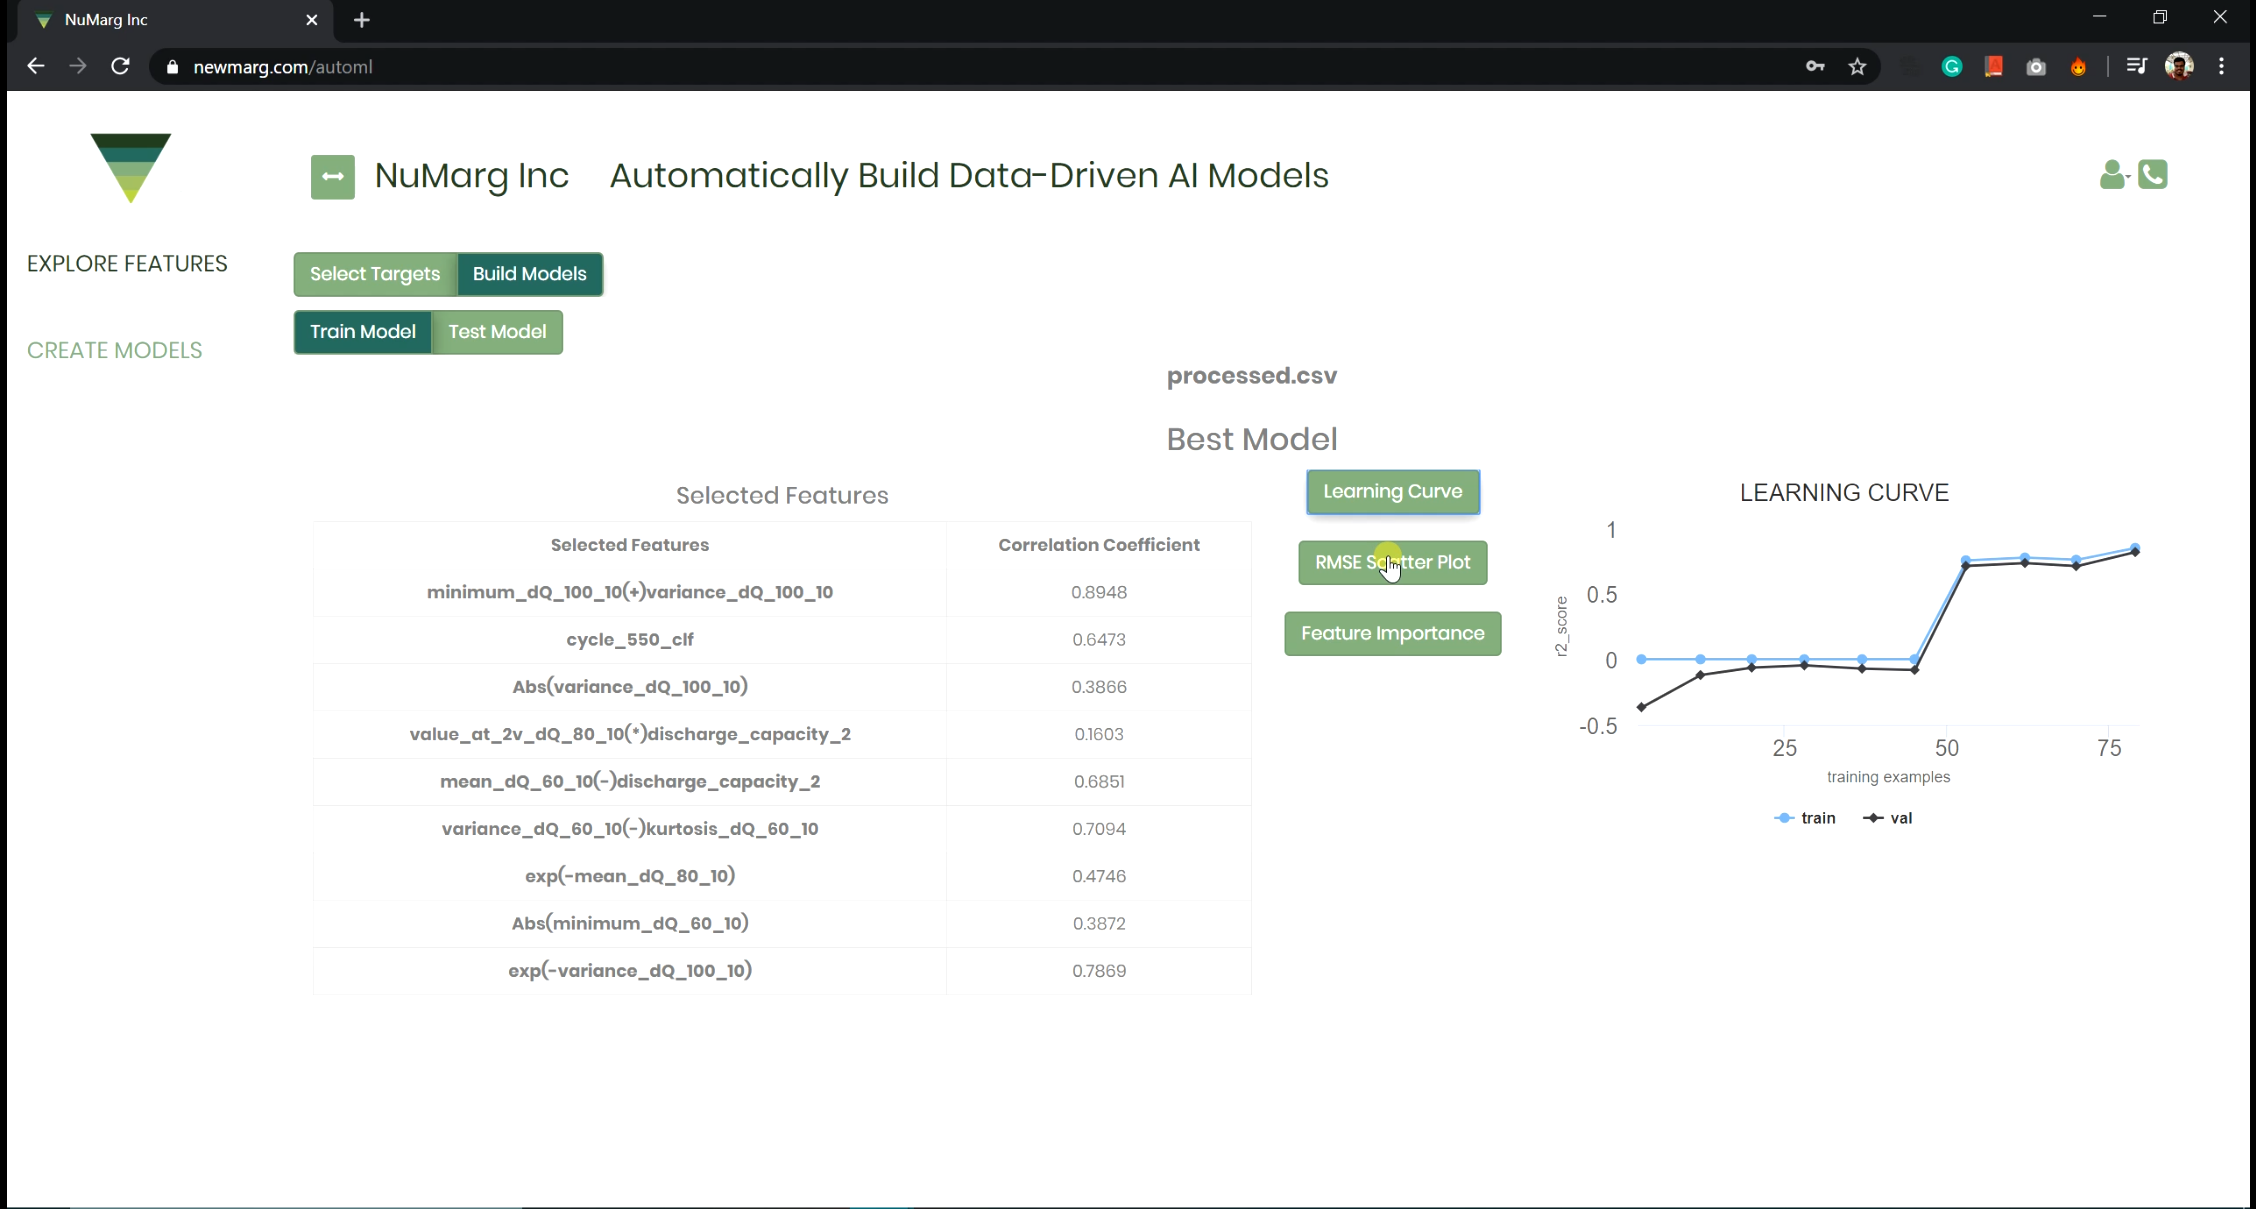 NuMarg Inc
newmarg.com/automl
NuMarg Inc Automatically Build Data-Driven AI Models
EXPLORE FEATURES
CREATE MODELS
Select Targets Build Models
Train Model Test Model
processed.csv
Best Model
Selected Features
Selected Features Correlation Coefficient
minimum_dQ_100_10(+)variance_dQ_100_10 0.8948
cycle_550_clf 0.6473
Abs(variance_dQ_100_10) 0.3866
value_at_2v_dQ_80_10(*)discharge_capacity_2 0.1603
mean_dQ_60_10(-)discharge_capacity_2 0.6851
variance_dQ_60_10(-)kurtosis_dQ_60_10 0.7094
exp(-mean_dQ_80_10) 0.4746
Abs(minimum_dQ_60_10) 0.3872
exp(-variance_dQ_100_10) 0.7869
Learning Curve
RMSE Scatter Plot
Feature Importance
LEARNING CURVE
1
0.5
0
-0.5
r2_score
25 50 75
training examples
train val